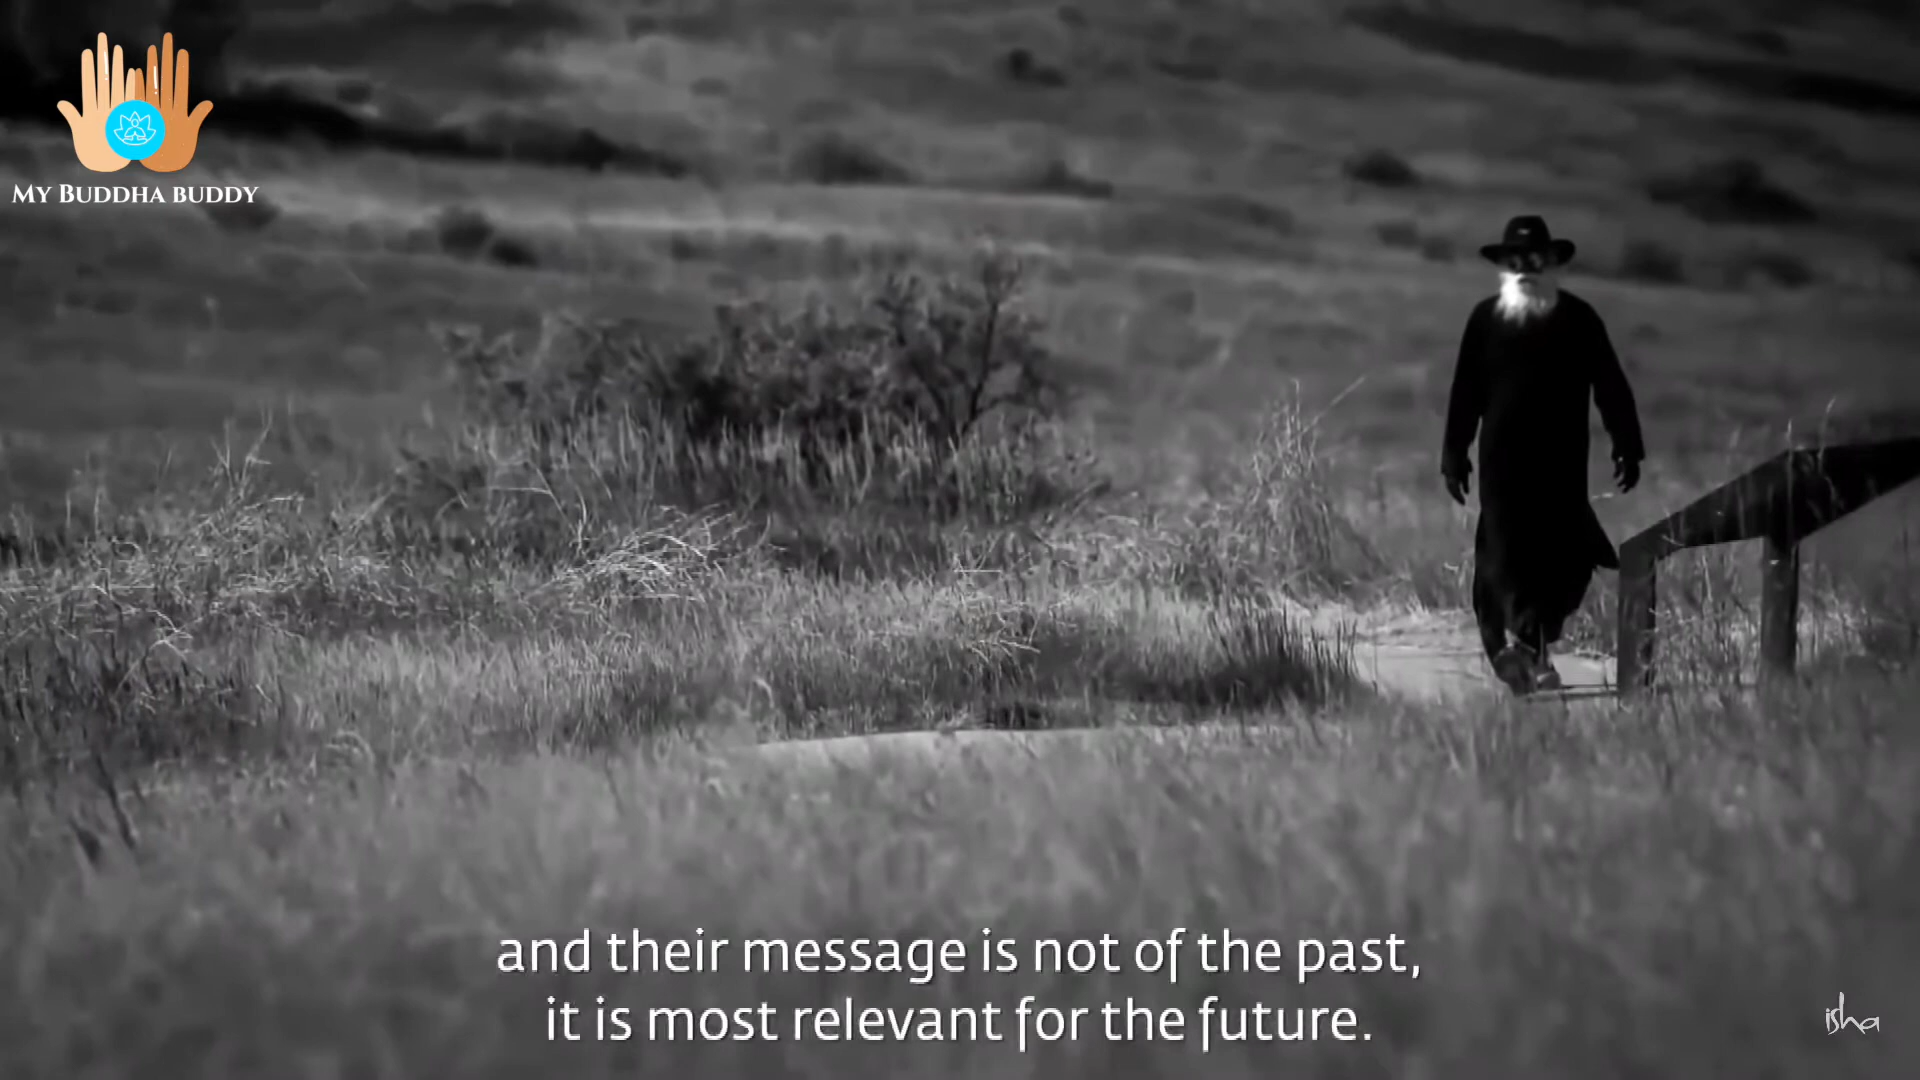 MY BUDDHA BUDDY
and their message is not of the past,
it is most relevant for the future.
isha